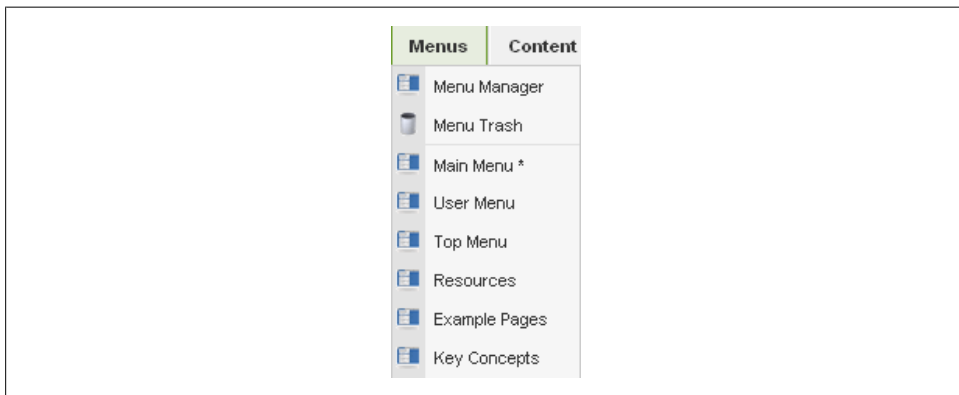 Menus Content
Menu Manager
Menu Trash
Main Menu *
User Menu
Top Menu
Resources
Example Pages
Key Concepts